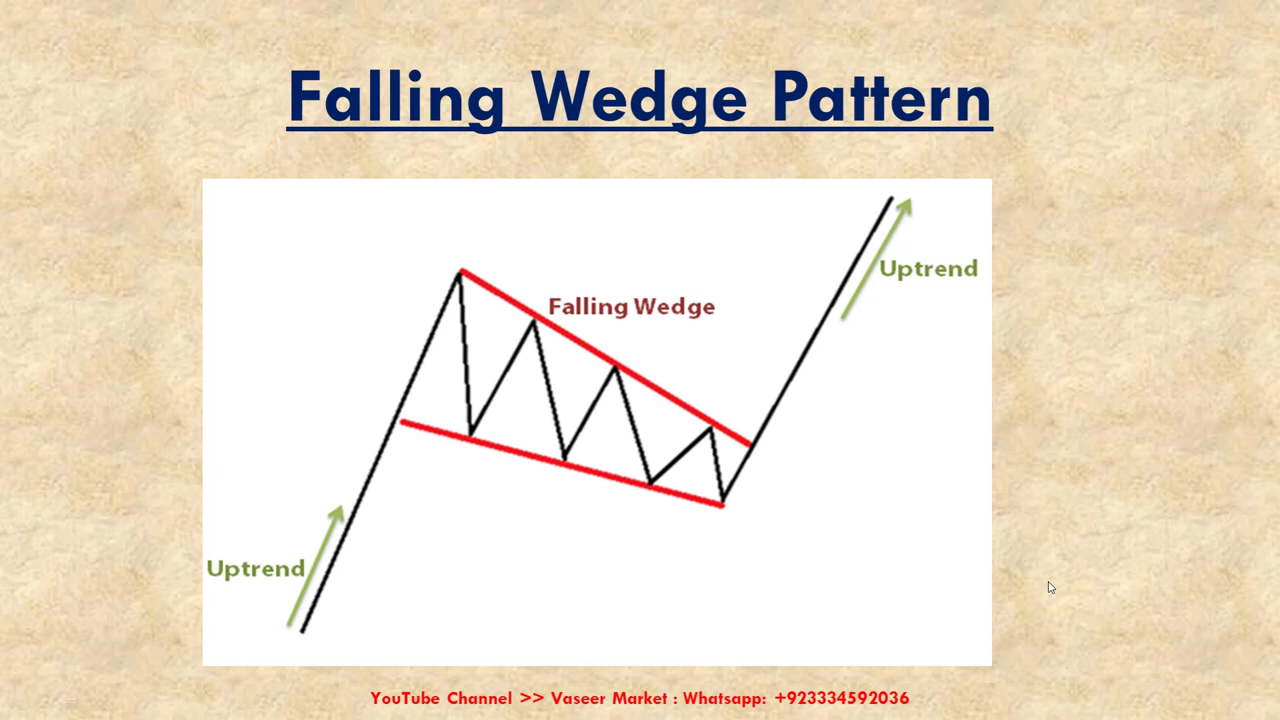 Falling Wedge Pattern
Uptrend
Falling Wedge
Uptrend
YouTube Channel >> Vaseer Market : Whatsapp: +923334592036